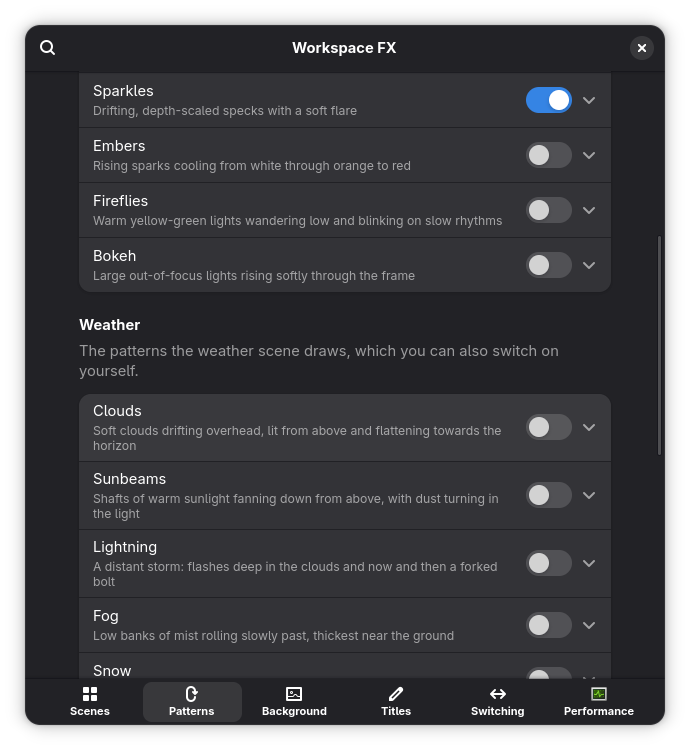 Workspace FX
Sparkles
Drifting, depth-scaled specks with a soft flare
Embers
Rising sparks cooling from white through orange to red
Fireflies
Warm yellow-green lights wandering low and blinking on slow rhythms
Bokeh
Large out-of-focus lights rising softly through the frame
Weather
The patterns the weather scene draws, which you can also switch on
yourself.
Clouds
Soft clouds drifting overhead, lit from above and flattening towards the
horizon
Sunbeams
Shafts of warm sunlight fanning down from above, with dust turning in
the light
Lightning
A distant storm: flashes deep in the clouds and now and then a forked
bolt
Fog
Low banks of mist rolling slowly past, thickest near the ground
Snow
Scenes Patterns Background Titles Switching Performance